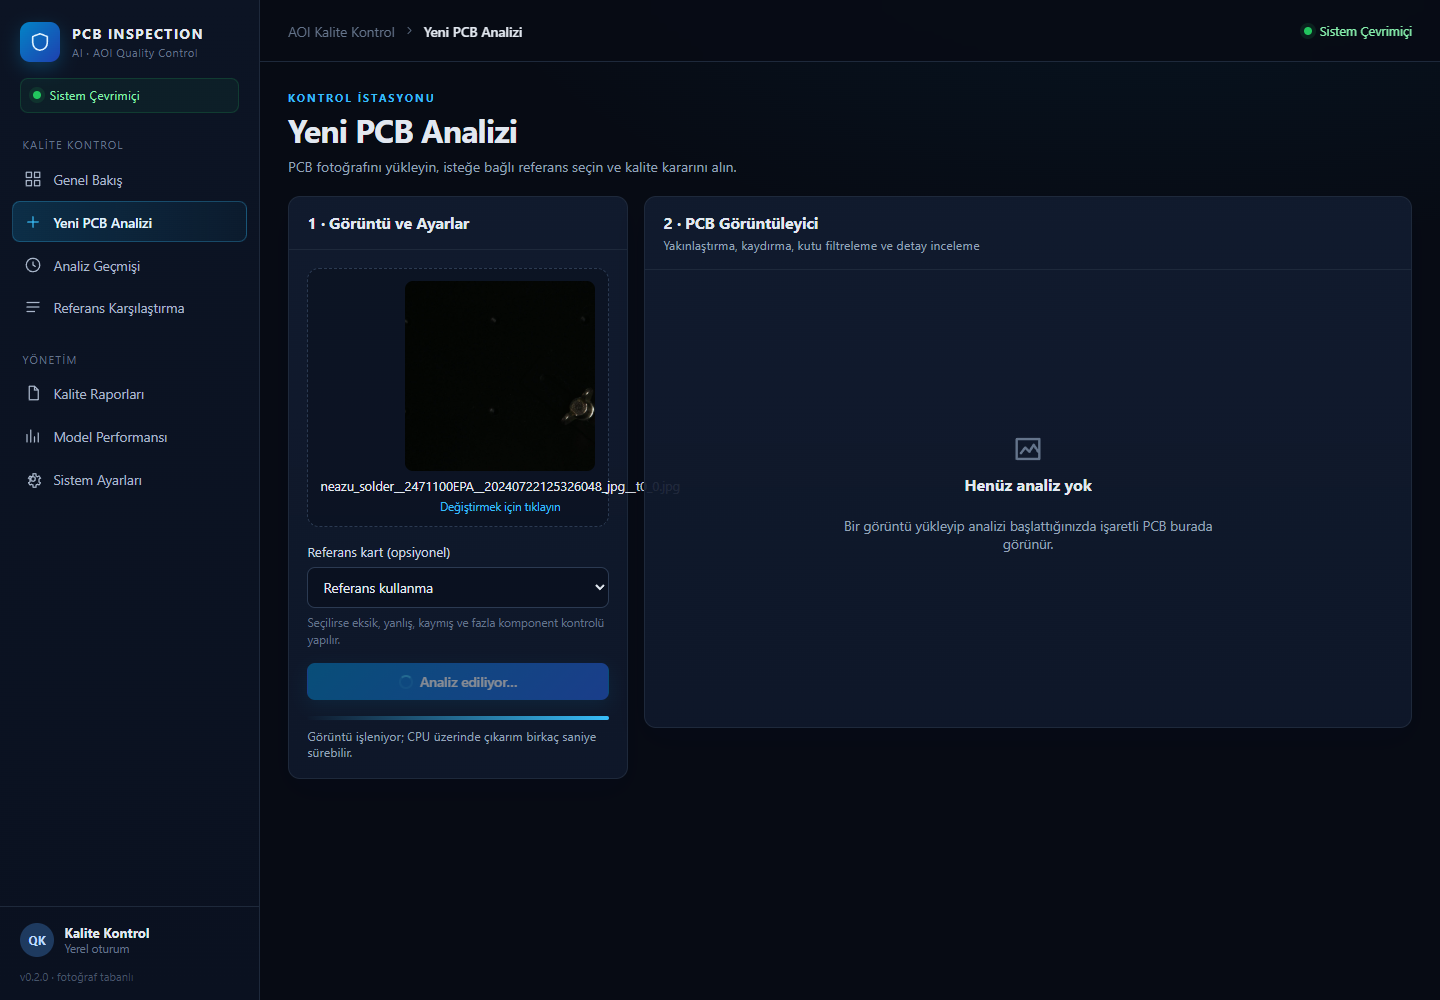 PCB INSPECTION
AI · AOI Quality Control
Sistem Çevrimiçi
KALİTE KONTROL
Genel Bakış
Yeni PCB Analizi
Analiz Geçmişi
Referans Karşılaştırma
YÖNETİM
Kalite Raporları
Model Performansı
Sistem Ayarları
QK
Kalite Kontrol
Yerel oturum
v0.2.0 · fotoğraf tabanlı
AOI Kalite Kontrol > Yeni PCB Analizi
Sistem Çevrimiçi
KONTROL İSTASYONU
Yeni PCB Analizi
PCB fotoğrafını yükleyin, isteğe bağlı referans seçin ve kalite kararını alın.
1 · Görüntü ve Ayarlar
neazu_solder__2471100EPA__20240722125326048_jpg__t0_0.jpg
Değiştirmek için tıklayın
Referans kart (opsiyonel)
Referans kullanma
Seçilirse eksik, yanlış, kaymış ve fazla komponent kontrolü
yapılır.
Analiz ediliyor...
Görüntü işleniyor; CPU üzerinde çıkarım birkaç saniye
sürebilir.
2 · PCB Görüntüleyici
Yakınlaştırma, kaydırma, kutu filtreleme ve detay inceleme
Henüz analiz yok
Bir görüntü yükleyip analizi başlattığınızda işaretli PCB burada
görünür.